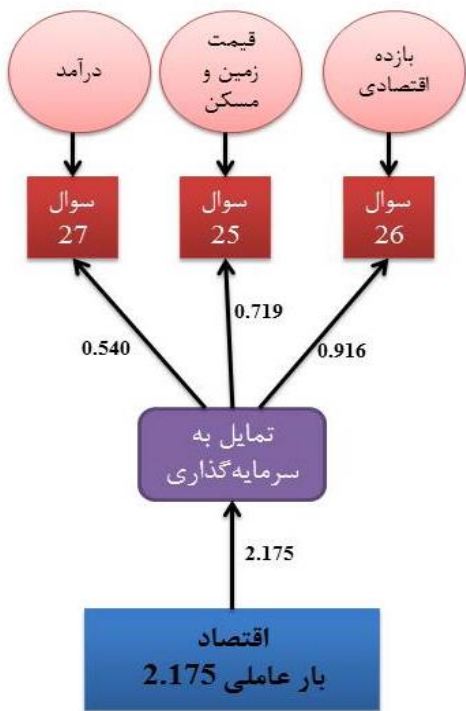 بازده
اقتصادی
قیمت
زمین و
مسکن
درآمد
سوال
26
سوال
25
سوال
27
0.916
0.719
0.540
تمایل به
سرمایه‌گذاری
2.175
اقتصاد
بار عاملی 2.175